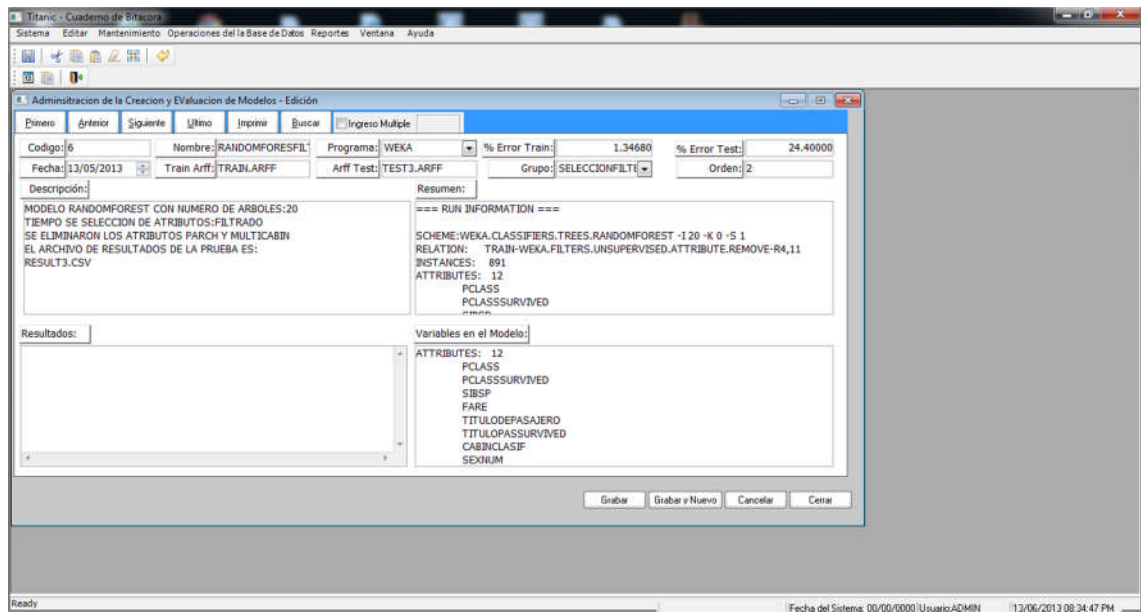 Titanic - Cuaderno de Bitacora
Sistema Editar Mantenimiento Operaciones del la Base de Datos Reportes Ventana Ayuda
Adminsitracion de la Creacion y EValuacion de Modelos - Edición
Primero Anterior Siguiente Ultimo Imprimir Buscar Ingreso Multiple
Codigo: 6 Nombre: RANDOMFORESFIL Programa: WEKA % Error Train: 1.34680 % Error Test: 24.40000
Fecha: 13/05/2013 Train Arff: TRAIN.ARFF Arff Test: TEST3.ARFF Grupo: SELECCIONFILTE Orden: 2
Descripción: Resumen:
MODELO RANDOMFOREST CON NUMERO DE ARBOLES:20
TIEMPO SE SELECCION DE ATRIBUTOS:FILTRADO
SE ELIMINARON LOS ATRIBUTOS PARCH Y MULTICABIN
EL ARCHIVO DE RESULTADOS DE LA PRUEBA ES:
RESULT3.CSV
=== RUN INFORMATION ===
SCHEME:WEKA.CLASSIFIERS.TREES.RANDOMFOREST -I 20 -K 0 -S 1
RELATION: TRAIN-WEKA.FILTERS.UNSUPERVISED.ATTRIBUTE.REMOVE-R4,11
INSTANCES: 891
ATTRIBUTES: 12
PCLASS
PCLASSSURVIVED
Resultados: Variables en el Modelo:
ATTRIBUTES: 12
PCLASS
PCLASSSURVIVED
SIBSP
FARE
TITULODEPASAJERO
TITULOPASSURVIVED
CABINCLASIF
SEXNUM
Grabar Grabar y Nuevo Cancelar Cerrar
Ready Fecha del Sistema: 00/00/0000 Usuario:ADMIN 13/06/2013 08:34:47 PM